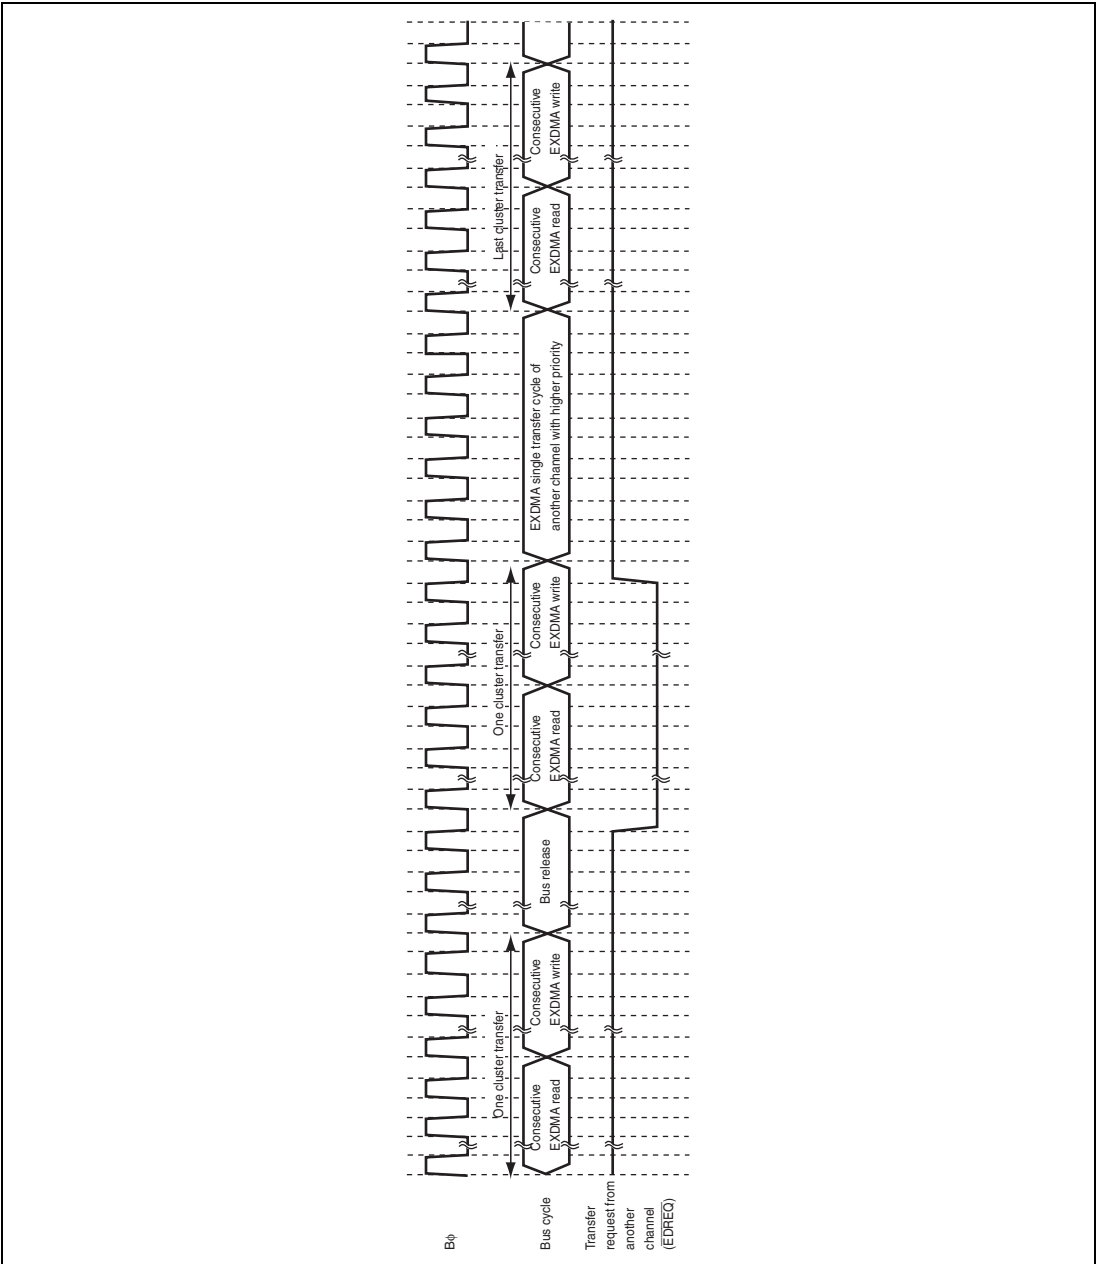 Bφ
One cluster transfer
One cluster transfer
Last cluster transfer
Bus cycle
Consecutive
EXDMA read
Consecutive
EXDMA write
Bus release
Consecutive
EXDMA read
Consecutive
EXDMA write
EXDMA single transfer cycle of
another channel with higher priority
Consecutive
EXDMA read
Consecutive
EXDMA write
Transfer
request from
another
channel
(EDREQ)